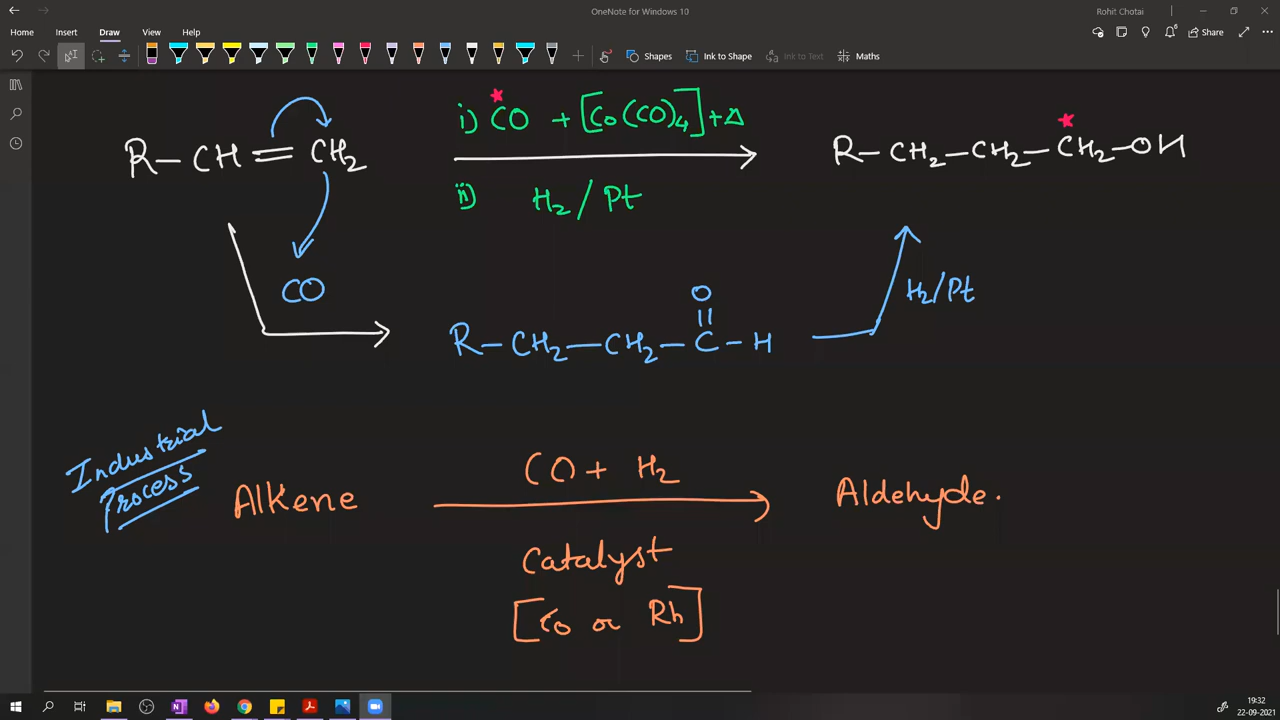 OneNote for Windows 10
Rohit Chatai
Home Insert Draw View Help
Shapes Ink to Shape Ink to Text Maths Share
R–CH=CH₂ i) CO + [Co(CO)₄] + Δ R–CH₂–CH₂–CH₂–OH
ii) H₂/Pt
CO
H₂/Pt
O
R–CH₂–CH₂–C–H
Industrial
Process
Alkene CO + H₂ Aldehyde.
Catalyst
[Co or Rh]
19:32
22-09-2021